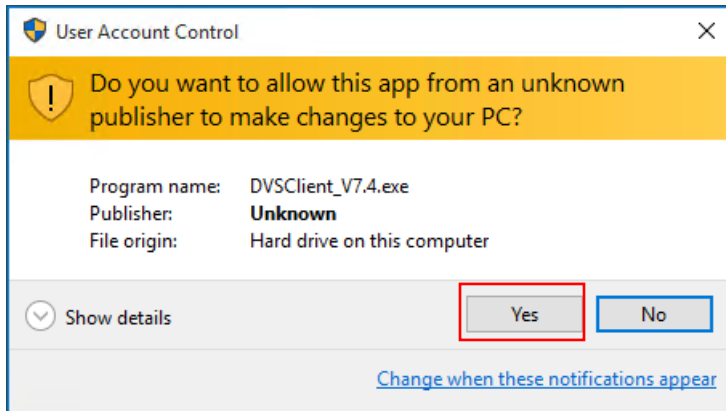 User Account Control
Do you want to allow this app from an unknown
publisher to make changes to your PC?
Program name: DVSClient_V7.4.exe
Publisher: Unknown
File origin: Hard drive on this computer
Show details
Yes
No
Change when these notifications appear